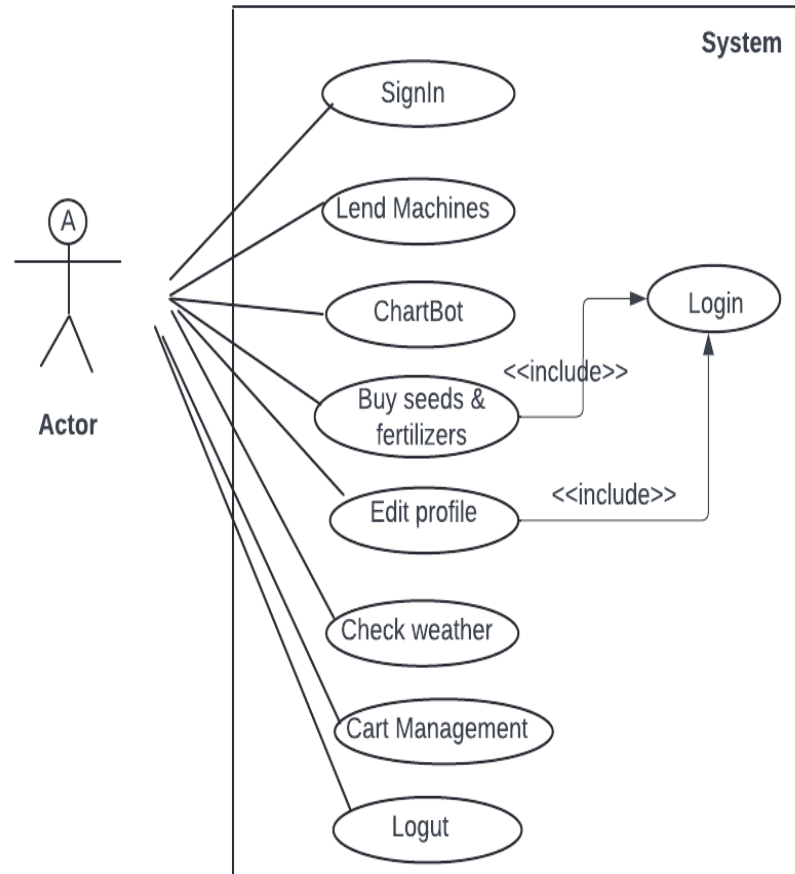 System
SignIn
A
Lend Machines
ChartBot
Login
<<include>>
Buy seeds &
fertilizers
Actor
<<include>>
Edit profile
Check weather
Cart Management
Logut